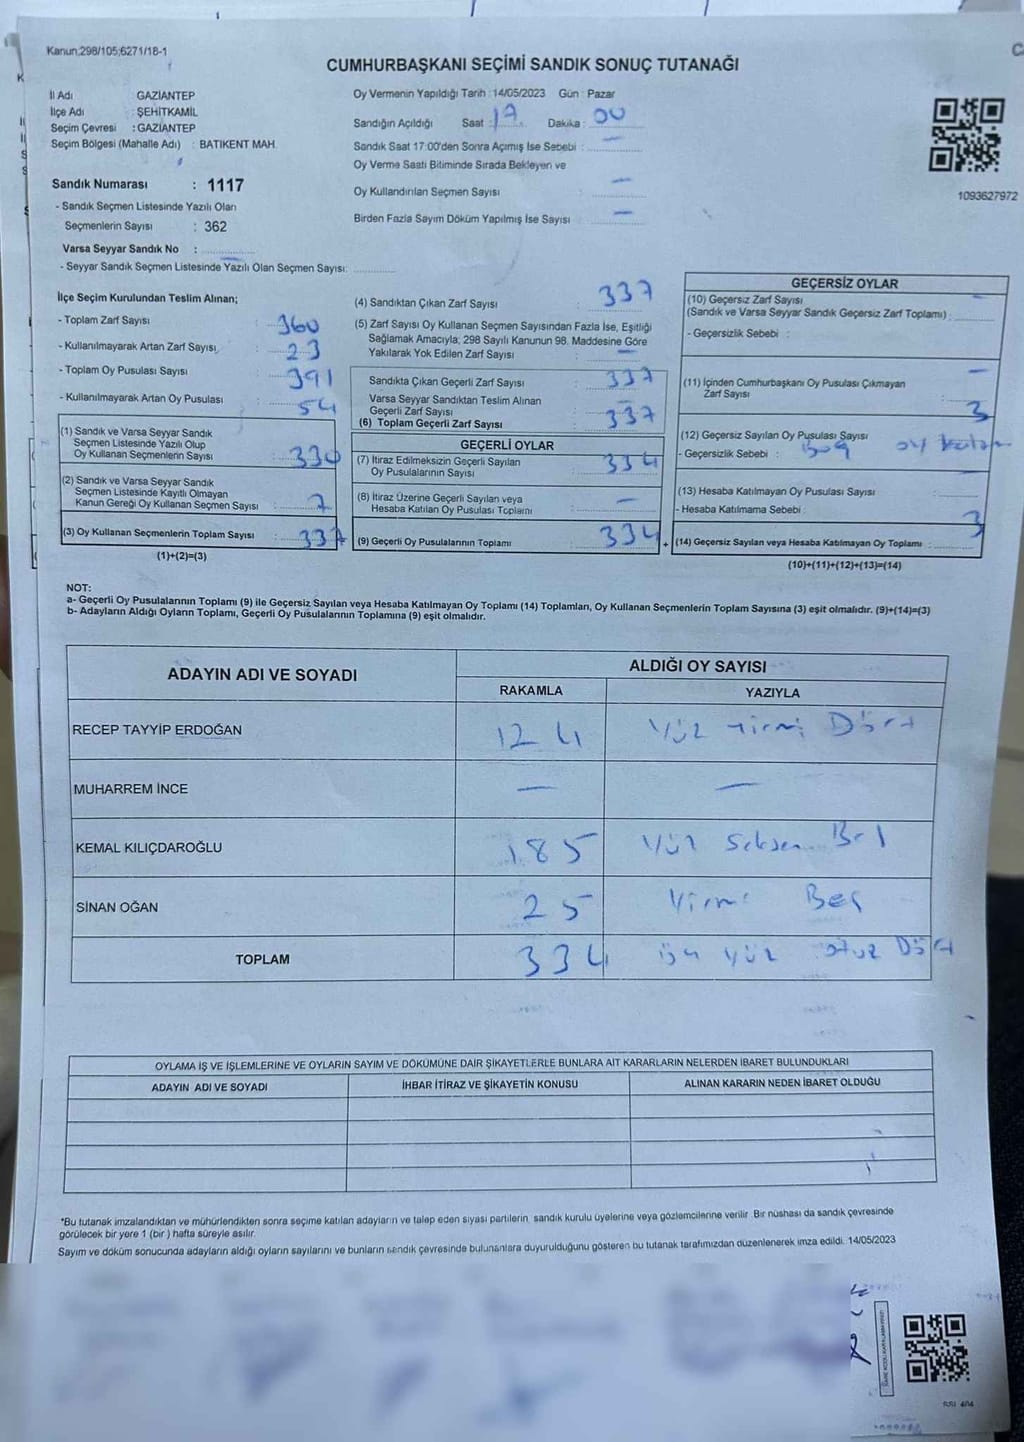 Kanun;298/105;6271/18-1
CUMHURBAŞKANI SEÇİMİ SANDIK SONUÇ TUTANAĞI
İl Adı GAZİANTEP
İlçe Adı : ŞEHİTKAMİL
Seçim Çevresi : GAZİANTEP
Seçim Bölgesi (Mahalle Adı) : BATIKENT MAH.
Sandık Numarası : 1117
- Sandık Seçmen Listesinde Yazılı Olan
Seçmenlerin Sayısı : 362
Varsa Seyyar Sandık No :
- Seyyar Sandık Seçmen Listesinde Yazılı Olan Seçmen Sayısı:
Oy Vermenin Yapıldığı Tarih :14/05/2023 Gün : Pazar
Sandığın Açıldığı Saat : 17 Dakika : 00
Sandık Saat 17:00'den Sonra Açımış İse Sebebi : —
Oy Verme Saati Bitiminde Sırada Bekleyen ve
Oy Kullandırılan Seçmen Sayısı —
Birden Fazla Sayım Döküm Yapılmış İse Sayısı —
1093627972
İlçe Seçim Kurulundan Teslim Alınan;
- Toplam Zarf Sayısı : 360
- Kullanılmayarak Artan Zarf Sayısı : 23
- Toplam Oy Pusulası Sayısı : 391
- Kullanılmayarak Artan Oy Pusulası : 54
(1) Sandık ve Varsa Seyyar Sandık
Seçmen Listesinde Yazılı Olup
Oy Kullanan Seçmenlerin Sayısı : 330
(2) Sandık ve Varsa Seyyar Sandık
Seçmen Listesinde Kayıtlı Olmayan
Kanun Gereği Oy Kullanan Seçmen Sayısı : 7
(3) Oy Kullanan Seçmenlerin Toplam Sayısı : 337
(1)+(2)=(3)
(4) Sandıktan Çıkan Zarf Sayısı : 337
(5) Zarf Sayısı Oy Kullanan Seçmen Sayısından Fazla İse, Eşitliği
Sağlamak Amacıyla; 298 Sayılı Kanunun 98. Maddesine Göre
Yakılarak Yok Edilen Zarf Sayısı : —
Sandıkta Çıkan Geçerli Zarf Sayısı : 337
Varsa Seyyar Sandıktan Teslim Alınan
Geçerli Zarf Sayısı
(6) Toplam Geçerli Zarf Sayısı : 337
GEÇERLİ OYLAR
(7) İtiraz Edilmeksizin Geçerli Sayılan
Oy Pusulalarının Sayısı : 334
(8) İtiraz Üzerine Geçerli Sayılan veya
Hesaba Katılan Oy Pusulası Toplamı : —
(9) Geçerli Oy Pusulalarının Toplamı : 334
GEÇERSİZ OYLAR
(10) Geçersiz Zarf Sayısı —
(Sandık ve Varsa Seyyar Sandık Geçersiz Zarf Toplamı) :
- Geçersizlik Sebebi :
(11) İçinden Cumhurbaşkanı Oy Pusulası Çıkmayan —
Zarf Sayısı :
(12) Geçersiz Sayılan Oy Pusulası Sayısı : 3
- Geçersizlik Sebebi : Boş oy
(13) Hesaba Katılmayan Oy Pusulası Sayısı :
- Hesaba Katılmama Sebebi :
+ (14) Geçersiz Sayılan veya Hesaba Katılmayan Oy Toplamı : 3
(10)+(11)+(12)+(13)=(14)
NOT:
a- Geçerli Oy Pusulalarının Toplamı (9) ile Geçersiz Sayılan veya Hesaba Katılmayan Oy Toplamı (14) Toplamları, Oy Kullanan Seçmenlerin Toplam Sayısına (3) eşit olmalıdır. (9)+(14)=(3)
b- Adayların Aldığı Oyların Toplamı, Geçerli Oy Pusulalarının Toplamına (9) eşit olmalıdır.
ADAYIN ADI VE SOYADI ALDIĞI OY SAYISI
RAKAMLA YAZIYLA
RECEP TAYYİP ERDOĞAN 124 Yüz Yirmi Dört
MUHARREM İNCE — —
KEMAL KILIÇDAROĞLU 185 Yüz Seksen Beş
SİNAN OĞAN 25 Yirmi Beş
TOPLAM 334 üç yüz otuz Dört
OYLAMA İŞ VE İŞLEMLERİNE VE OYLARIN SAYIM VE DÖKÜMÜNE DAİR ŞİKAYETLERLE BUNLARA AİT KARARLARIN NELERDEN İBARET BULUNDUKLARI
ADAYIN ADI VE SOYADI İHBAR İTİRAZ VE ŞİKAYETİN KONUSU ALINAN KARARIN NEDEN İBARET OLDUĞU
*Bu tutanak imzalandıktan ve mühürlendikten sonra seçime katılan adayların ve talep eden siyasi partilerin, sandık kurulu üyelerine veya gözlemcilerine verilir. Bir nüshası da sandık çevresinde
görülecek bir yere 1 (bir) hafta süreyle asılır.
Sayım ve döküm sonucunda adayların aldığı oyların sayılarını ve bunların sandık çevresinde bulunanlara duyurulduğunu gösteren bu tutanak tarafımızdan düzenlenerek imza edildi. 14/05/2023